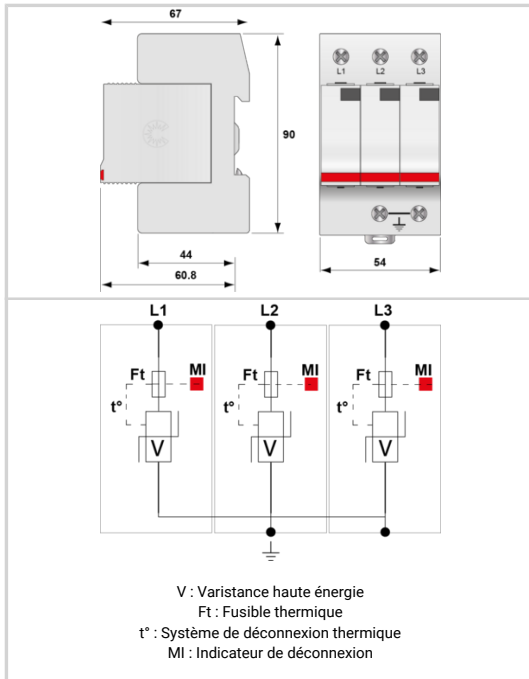 67
L1 L2 L3
90
44
60.8
54
L1 L2 L3
Ft MI Ft MI Ft MI
t° t° t°
V V V
V : Varistance haute énergie
Ft : Fusible thermique
t° : Système de déconnexion thermique
MI : Indicateur de déconnexion